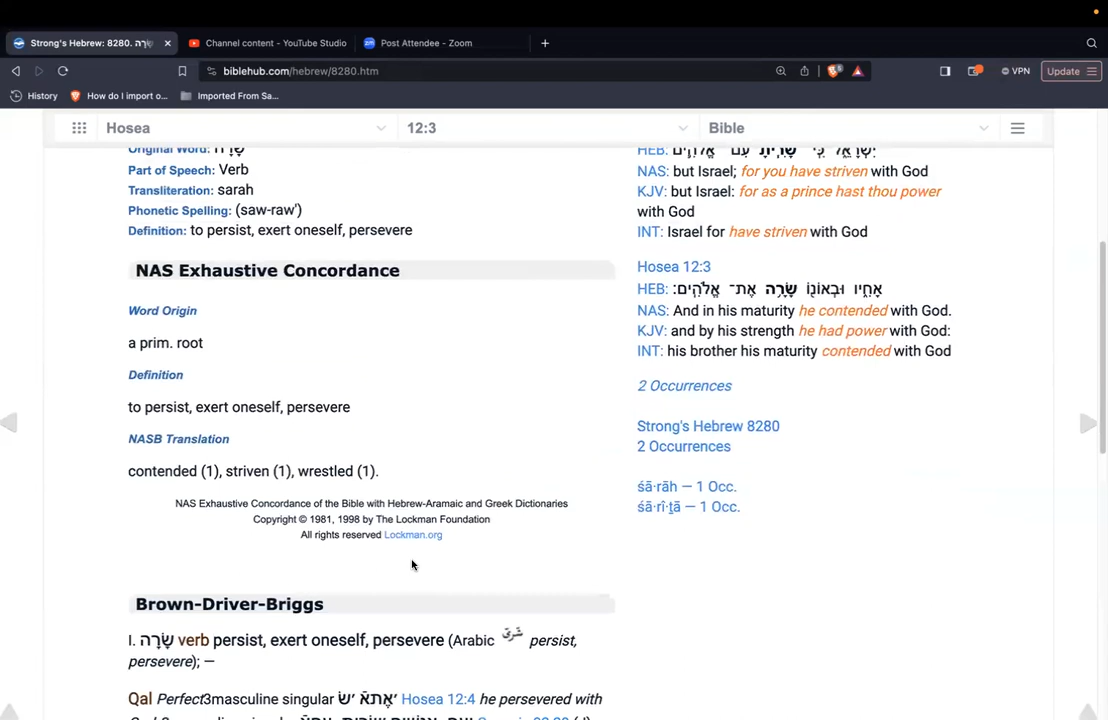 Strong's Hebrew: 8280. שָׂרָה
Channel content - YouTube Studio
Post Attendee - Zoom
biblehub.com/hebrew/8280.htm
VPN
Update
History
How do I import o...
Imported From Sa...
Hosea
12:3
Bible
Original Word: שָׂרָה
Part of Speech: Verb
Transliteration: sarah
Phonetic Spelling: (saw-raw')
Definition: to persist, exert oneself, persevere
NAS Exhaustive Concordance
Word Origin
a prim. root
Definition
to persist, exert oneself, persevere
NASB Translation
contended (1), striven (1), wrestled (1).
NAS Exhaustive Concordance of the Bible with Hebrew-Aramaic and Greek Dictionaries
Copyright © 1981, 1998 by The Lockman Foundation
All rights reserved Lockman.org
Brown-Driver-Briggs
I. שָׂרָה verb persist, exert oneself, persevere (Arabic persist,
persevere); —
Qal Perfect3masculine singular Hosea 12:4 he persevered with
HEB: יִשְׂרָאֵ֑ל כִּֽי־ שָׂרִ֧יתָ עִם־ אֱלֹהִ֛ים
NAS: but Israel; for you have striven with God
KJV: but Israel: for as a prince hast thou power
with God
INT: Israel for have striven with God
Hosea 12:3
HEB: אָחִ֑יו וּבְאוֹנ֖וֹ שָׂרָ֥ה אֶת־ אֱלֹהִֽים׃
NAS: And in his maturity he contended with God.
KJV: and by his strength he had power with God:
INT: his brother his maturity contended with God
2 Occurrences
Strong's Hebrew 8280
2 Occurrences
śā·rāh — 1 Occ.
śā·rî·ṯā — 1 Occ.